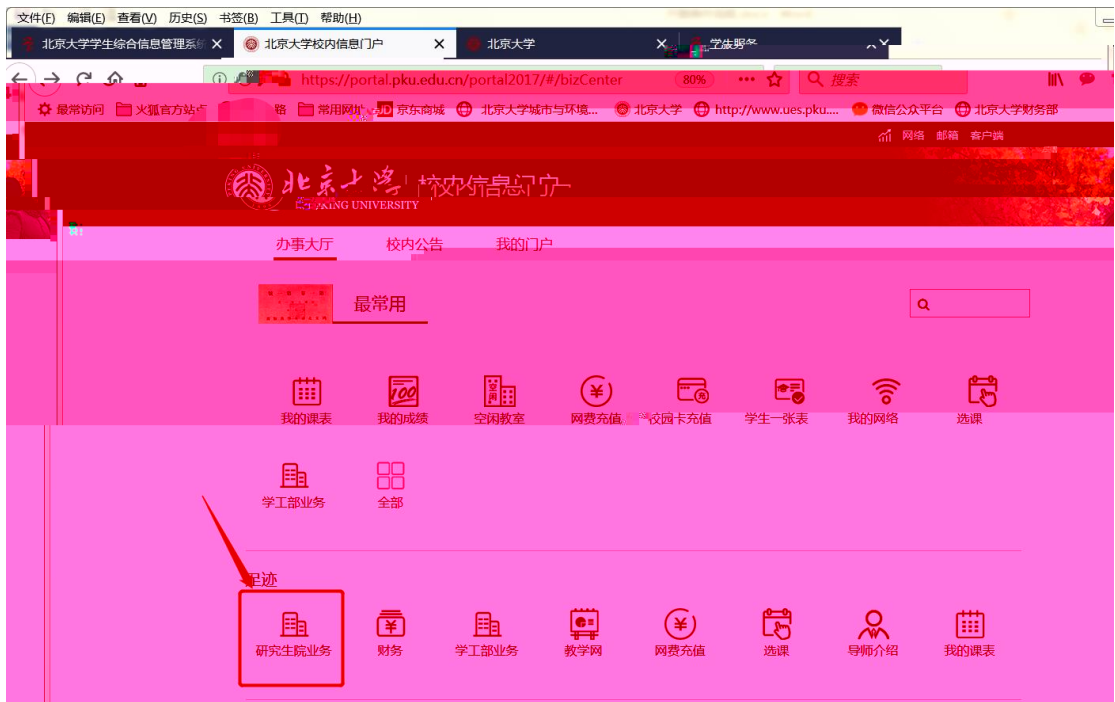 文件(F) 编辑(E) 查看(V) 历史(S) 书签(B) 工具(T) 帮助(H)
北京大学学生综合信息管理系统 × 北京大学校内信息门户 × 北京大学 ×
https://portal.pku.edu.cn/portal2017/#/bizCenter 80% ••• 搜索
最常访问 火狐官方站点 常用网址 JD 京东商城 北京大学城市与环境... 北京大学 http://www.ues.pku.... 微信公众平台 北京大学财务部
网络 邮箱 客户端
北京大学 校内信息门户
PEKING UNIVERSITY
办事大厅 校内公告 我的门户
最常用
我的课表 我的成绩 空闲教室 网费充值 校园卡充值 学生一张表 我的网络 选课
学工部业务 全部
足迹
研究生院业务 财务 学工部业务 教学网 网费充值 选课 导师介绍 我的课表